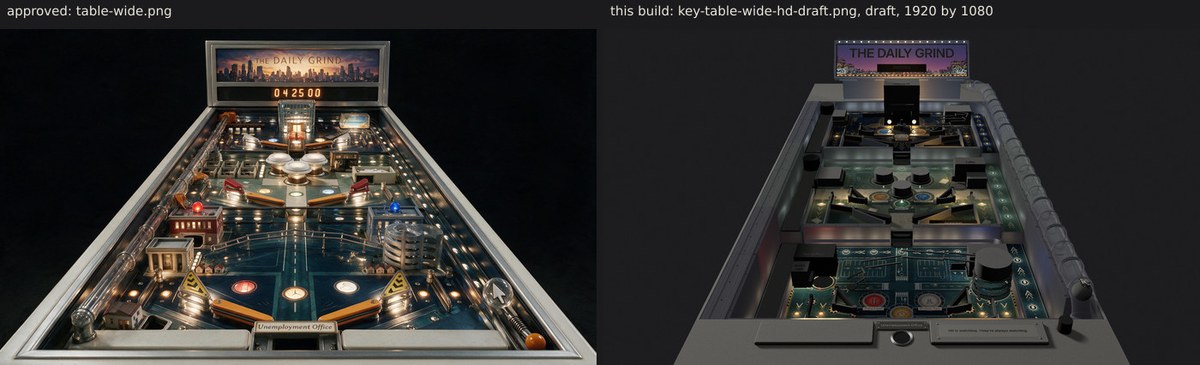 approved: table-wide.png
this build: key-table-wide-hd-draft.png, draft, 1920 by 1080
THE DAILY GRIND
042500
Unemployment Office
THE DAILY GRIND